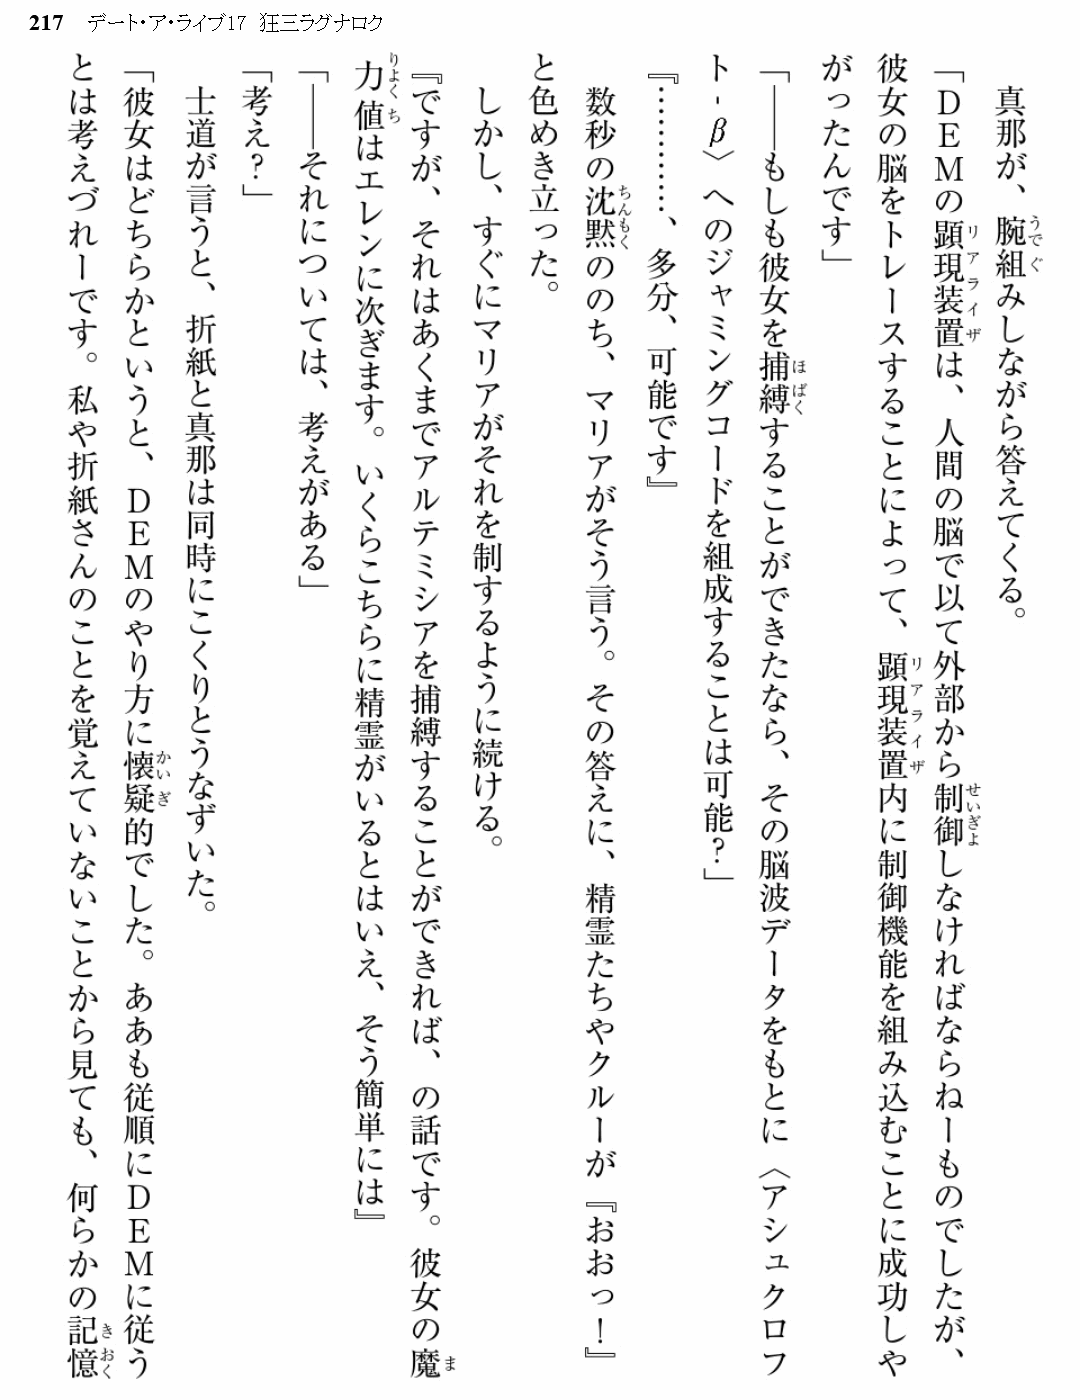 217 デート・ア・ライブ17 狂三ラグナロク
　真那が、腕組みしながら答えてくる。
「ＤＥＭの顕現装置は、人間の脳で以て外部から制御しなければならねーものでしたが、
彼女の脳をトレースすることによって、顕現装置内に制御機能を組み込むことに成功しや
がったんです」
「――もしも彼女を捕縛することができたなら、その脳波データをもとに〈アシュクロフ
ト‐β〉へのジャミングコードを組成することは可能？」
『…………、多分、可能です』
　数秒の沈黙ののち、マリアがそう言う。その答えに、精霊たちやクルーが『おおっ！』
と色めき立った。
　しかし、すぐにマリアがそれを制するように続ける。
『ですが、それはあくまでアルテミシアを捕縛することができれば、の話です。彼女の魔
力値はエレンに次ぎます。いくらこちらに精霊がいるとはいえ、そう簡単には』
「――それについては、考えがある」
「考え？」
　士道が言うと、折紙と真那は同時にこくりとうなずいた。
「彼女はどちらかというと、ＤＥＭのやり方に懐疑的でした。ああも従順にＤＥＭに従う
とは考えづれーです。私や折紙さんのことを覚えていないことから見ても、何らかの記憶